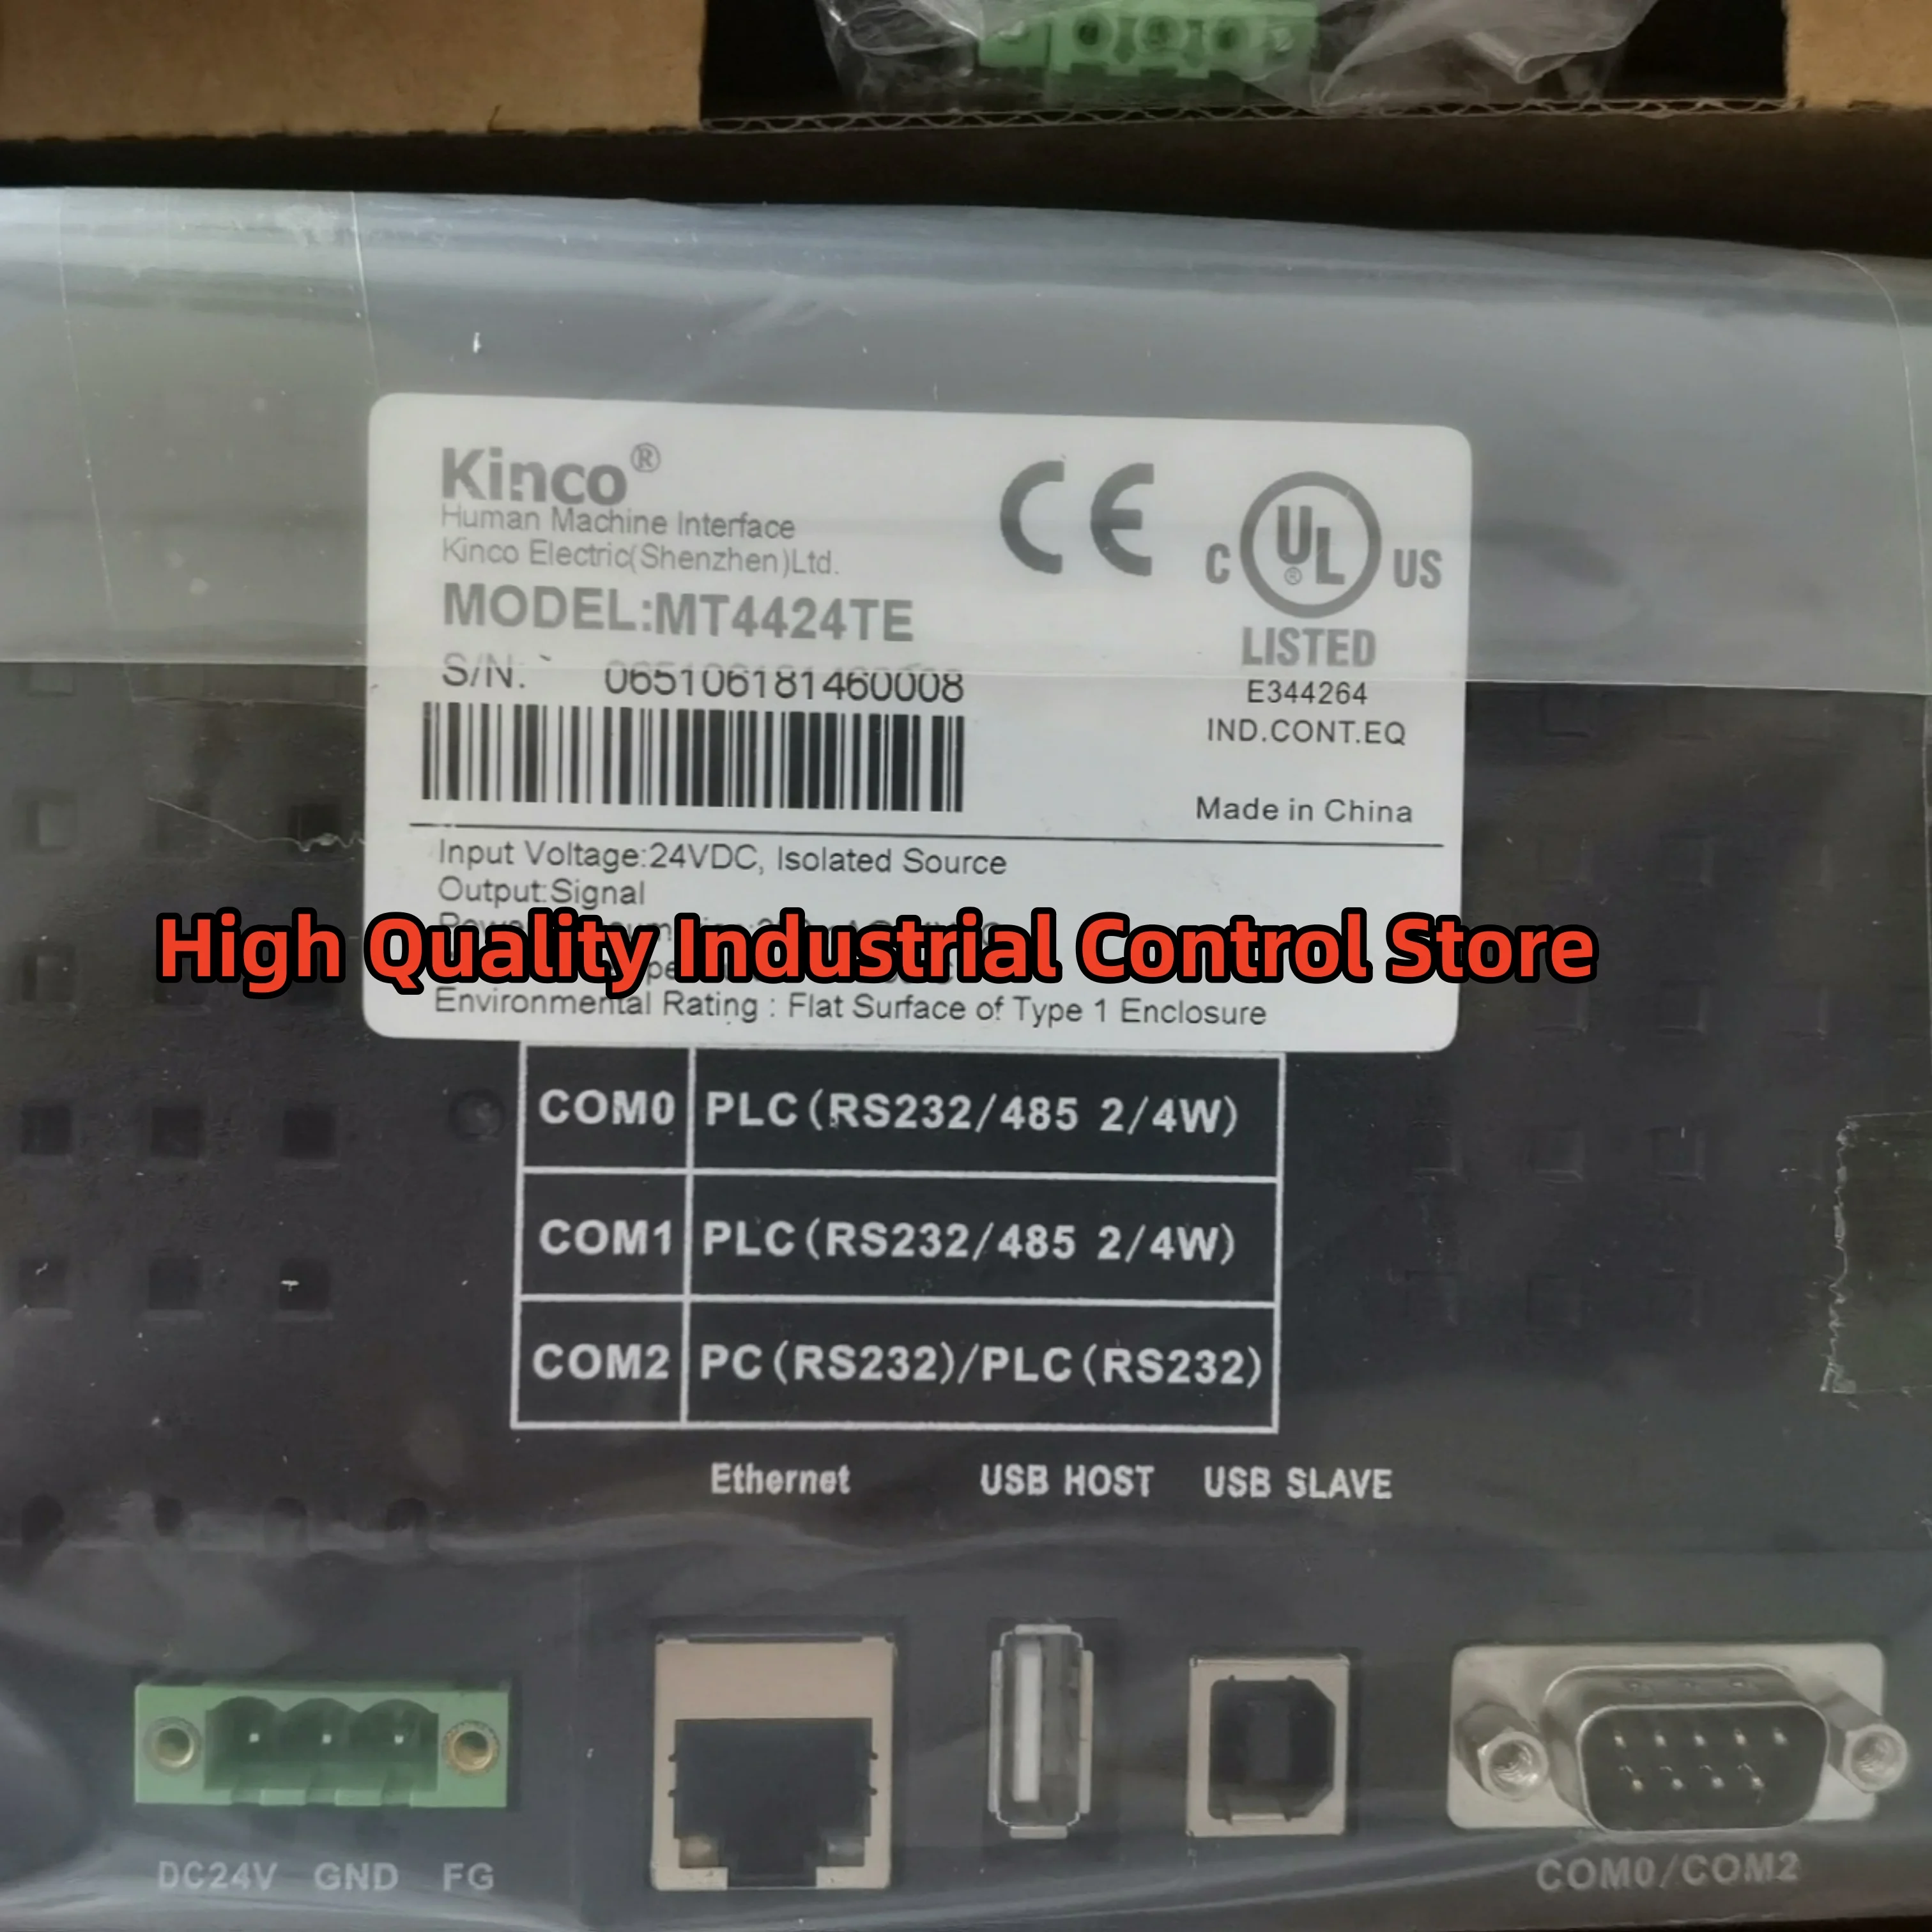 Kinco®
Human Machine Interface
Kinco Electric(Shenzhen)Ltd.
MODEL:MT4424TE
S/N: 065106181460008
CE
C UL® US
LISTED
E344264
IND.CONT.EQ
Made in China
Input Voltage:24VDC, Isolated Source
Output:Signal
High Quality Industrial Control Store
Environmental Rating : Flat Surface of Type 1 Enclosure
COM0 PLC(RS232/485 2/4W)
COM1 PLC(RS232/485 2/4W)
COM2 PC(RS232)/PLC(RS232)
Ethernet USB HOST USB SLAVE
DC24V GND FG
COM0/COM2